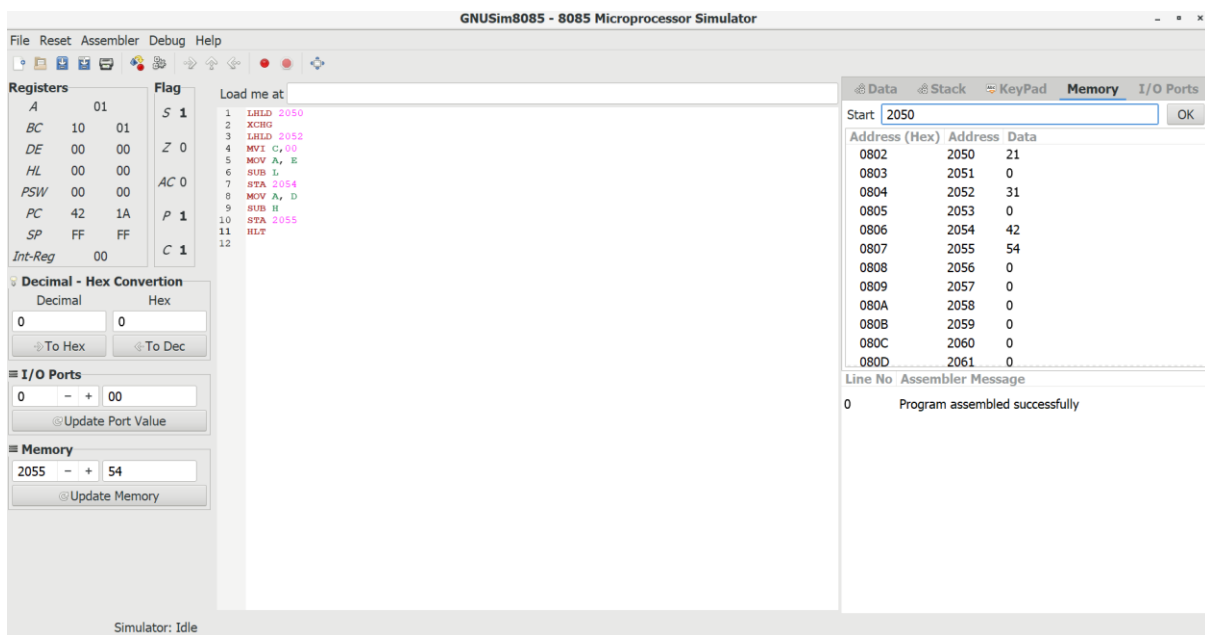 GNUSim8085 - 8085 Microprocessor Simulator
File Reset Assembler Debug Help
Registers
A 01
BC 10 01
DE 00 00
HL 00 00
PSW 00 00
PC 42 1A
SP FF FF
Int-Reg 00
Flag
S 1
Z 0
AC 0
P 1
C 1
Decimal - Hex Convertion
Decimal Hex
0 0
To Hex To Dec
I/O Ports
0 - + 00
Update Port Value
Memory
2055 - + 54
Update Memory
Load me at
1 LHLD 2050
2 XCHG
3 LHLD 2052
4 MVI C,00
5 MOV A, E
6 SUB L
7 STA 2054
8 MOV A, D
9 SUB H
10 STA 2055
11 HLT
12
Data Stack KeyPad Memory I/O Ports
Start 2050 OK
Address (Hex) Address Data
0802 2050 21
0803 2051 0
0804 2052 31
0805 2053 0
0806 2054 42
0807 2055 54
0808 2056 0
0809 2057 0
080A 2058 0
080B 2059 0
080C 2060 0
080D 2061 0
Line No Assembler Message
0 Program assembled successfully
Simulator: Idle